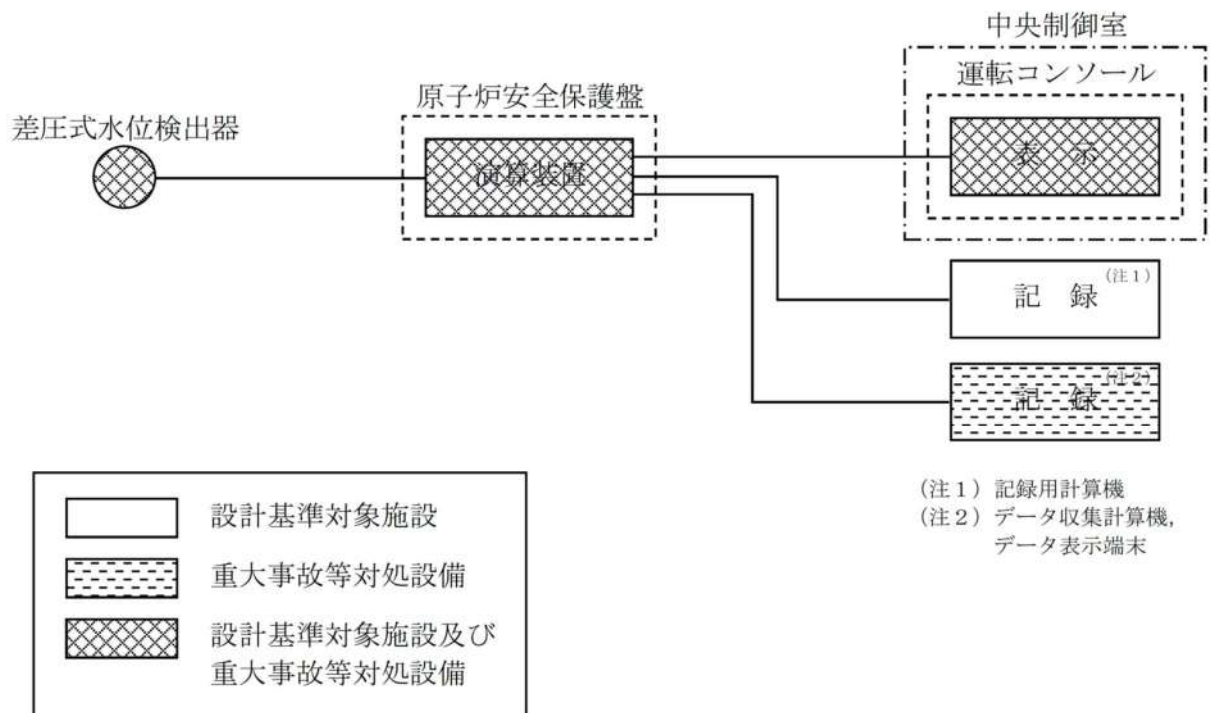 中央制御室
運転コンソール
原子炉安全保護盤
差圧式水位検出器
演算装置
表 示
記 録 (注1)
記 録 (注2)
(注1) 記録用計算機
(注2) データ収集計算機,
データ表示端末
設計基準対象施設
重大事故等対処設備
設計基準対象施設及び
重大事故等対処設備